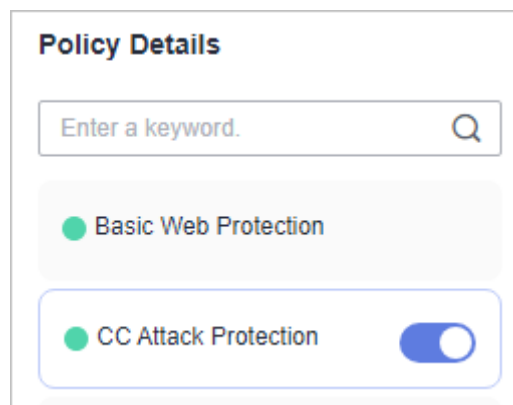 Policy Details
Enter a keyword.
Basic Web Protection
CC Attack Protection